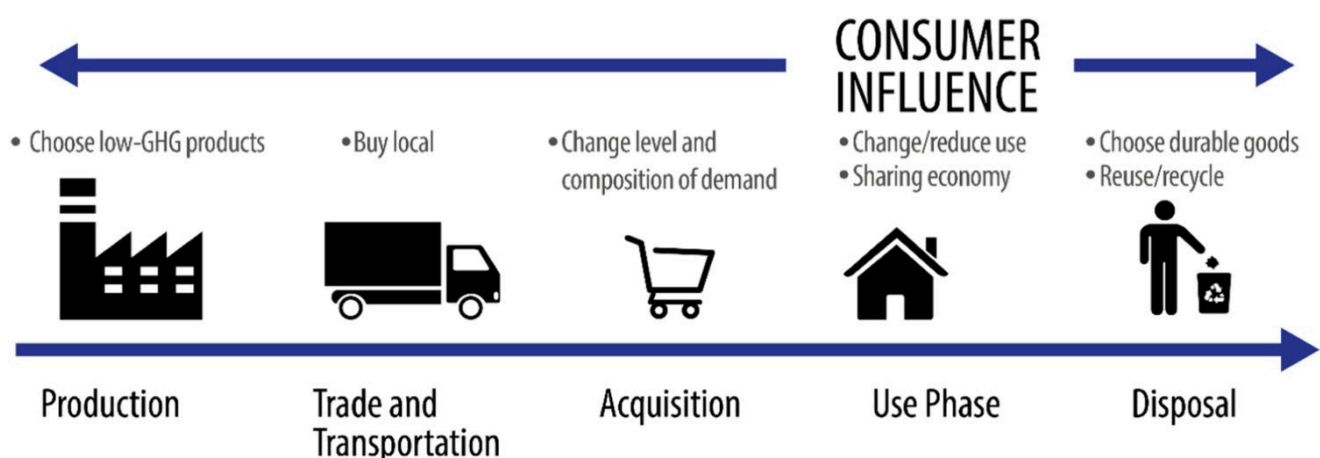 CONSUMER
INFLUENCE
• Choose low-GHG products
• Buy local
• Change level and
composition of demand
• Change/reduce use
• Sharing economy
• Choose durable goods
• Reuse/recycle
Production
Trade and
Transportation
Acquisition
Use Phase
Disposal